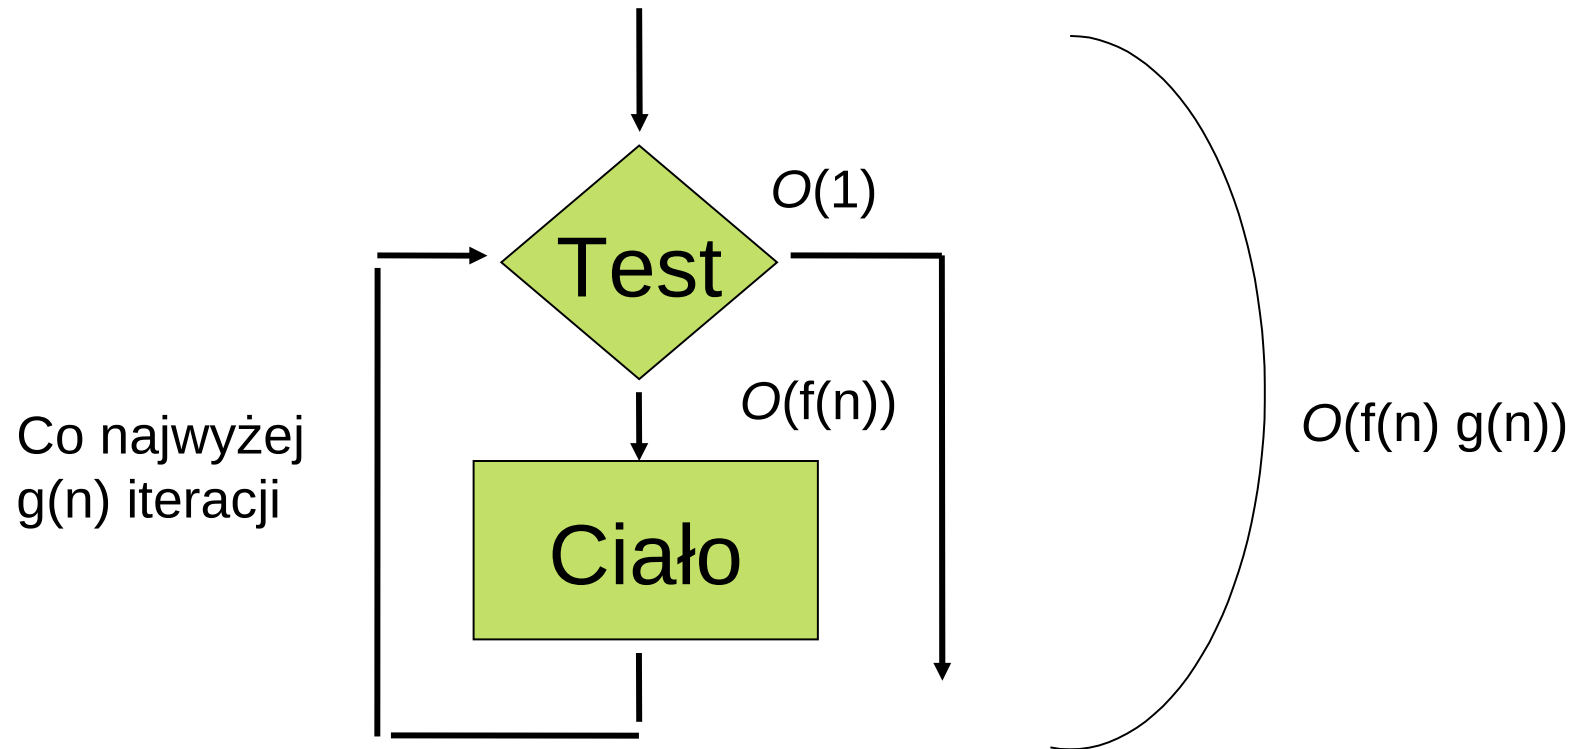 O(1)
Test
O(f(n))
Co najwyżej
g(n) iteracji
O(f(n) g(n))
Ciało